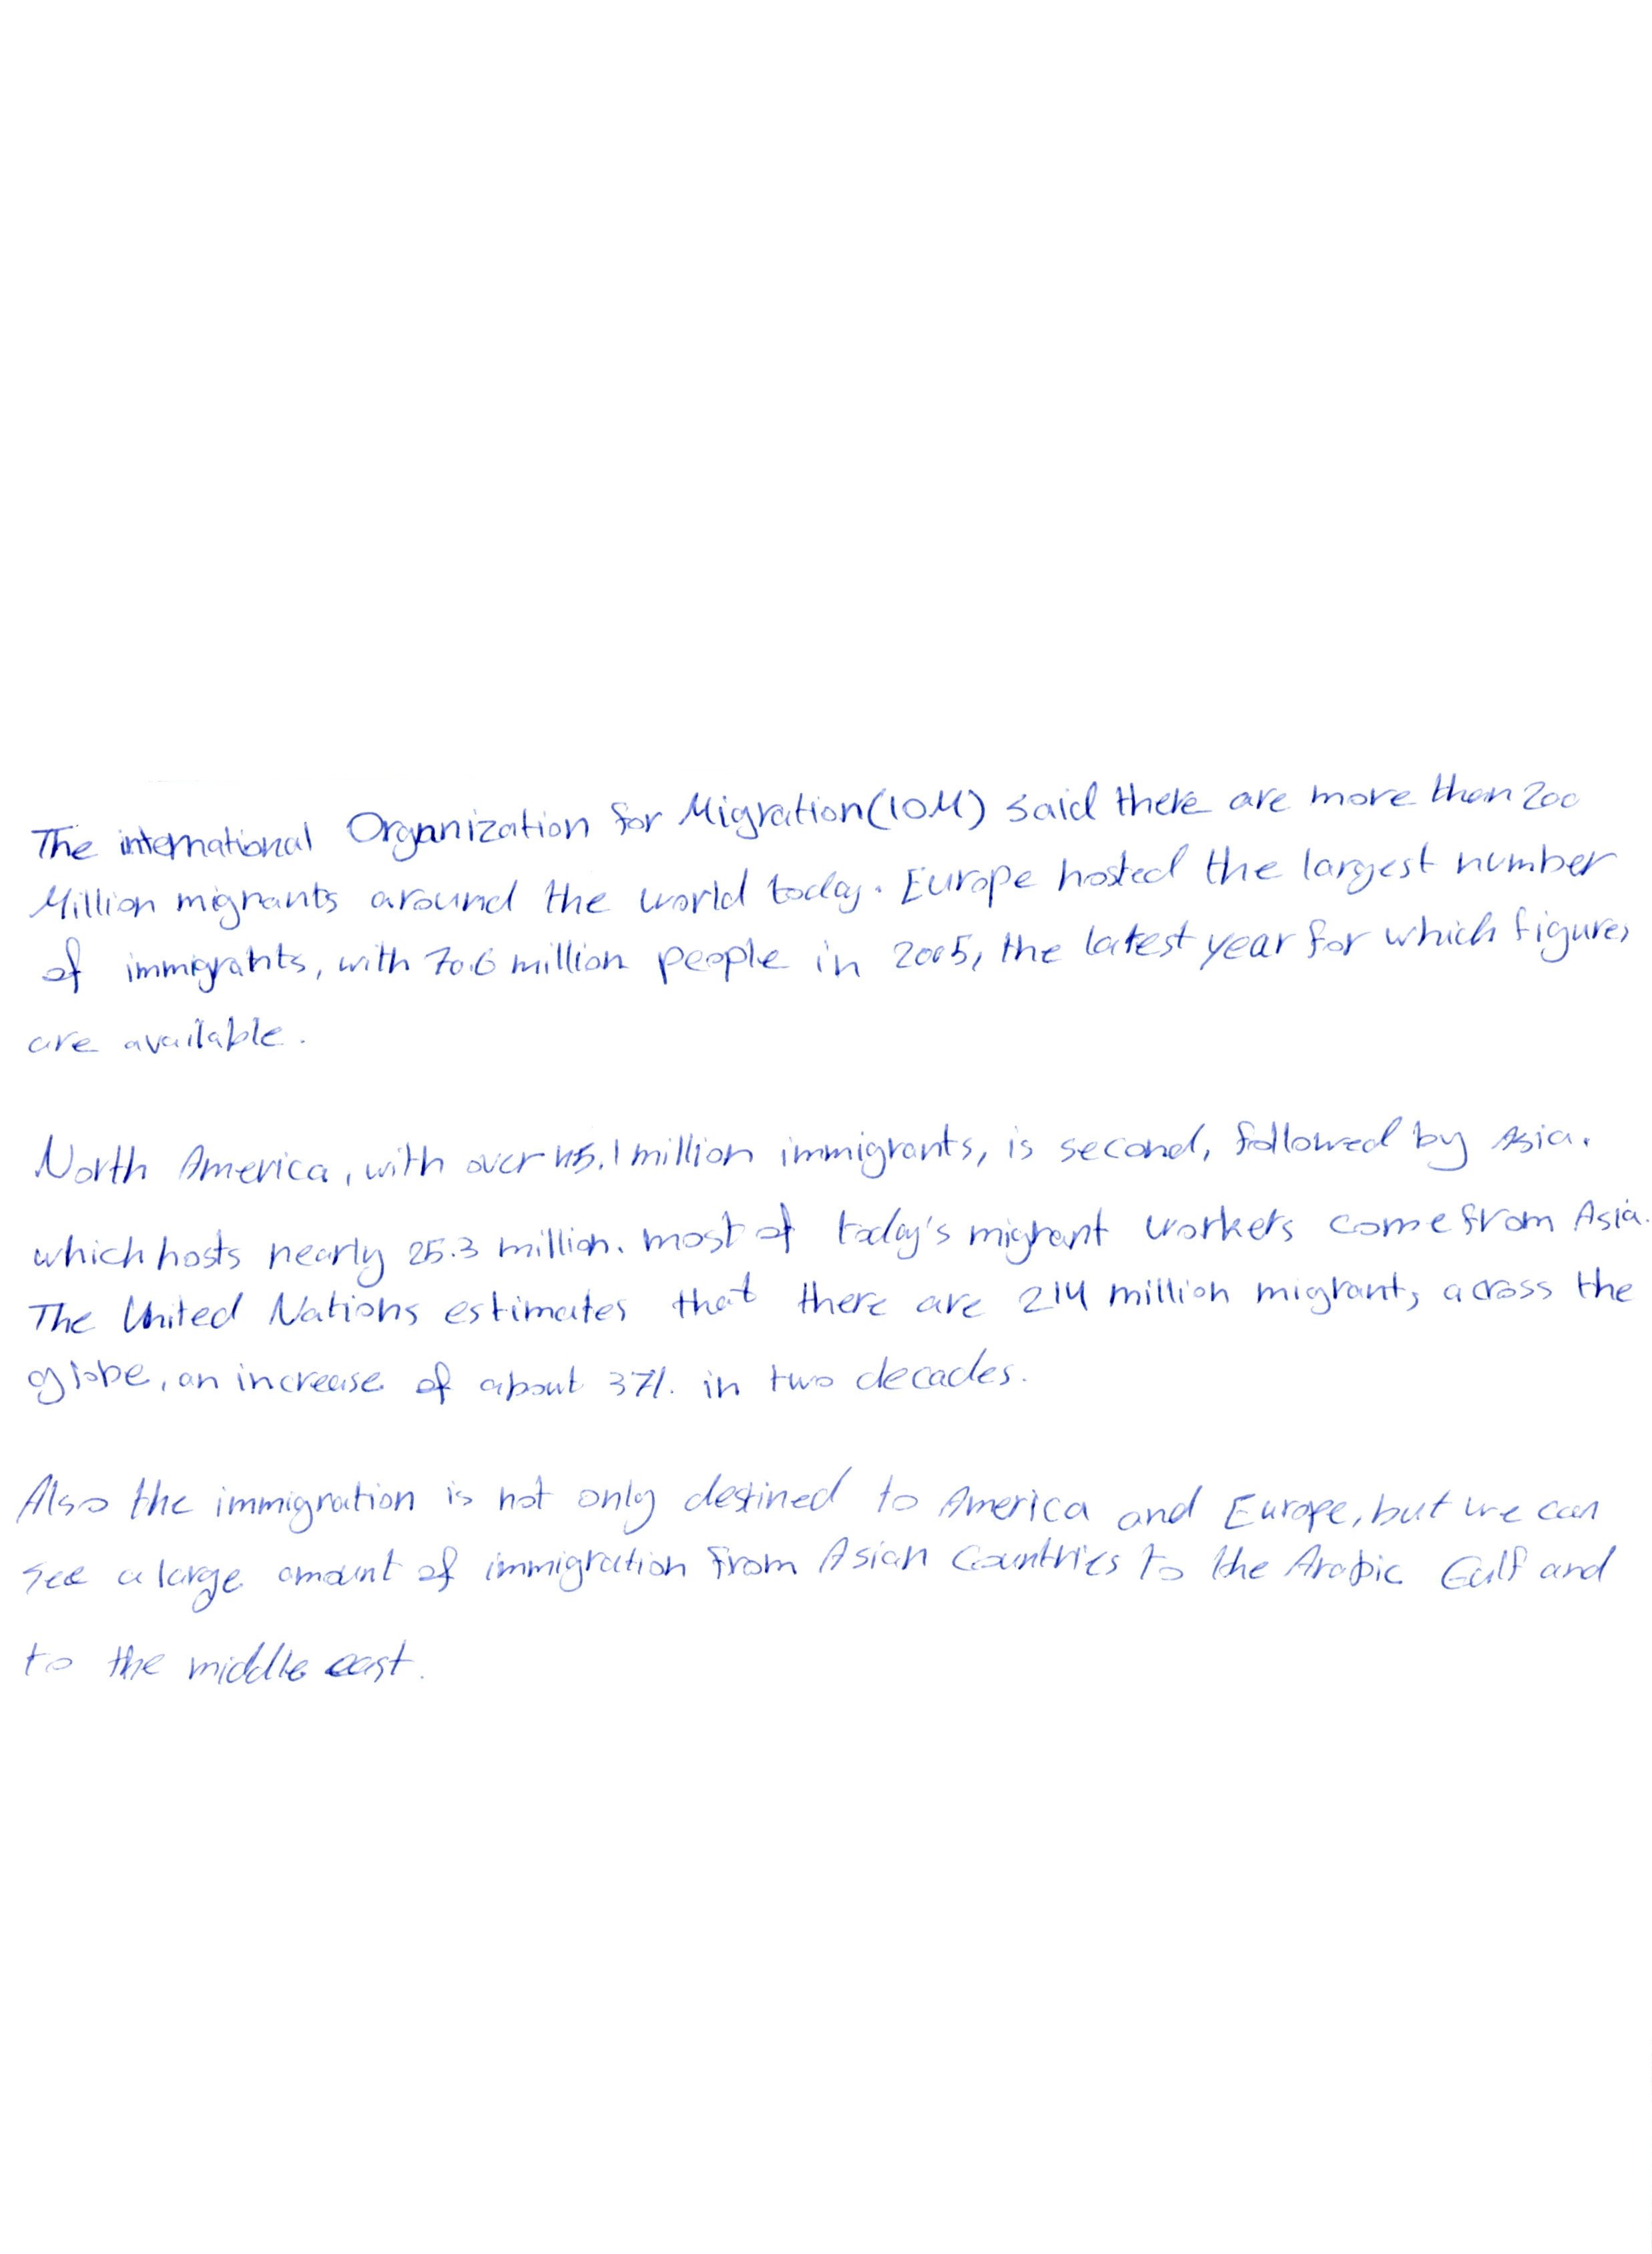 The international Organization for Migration (IOM) said there are more than 200
Million migrants around the world today. Europe hosted the largest number
of immigrants, with 70.6 million people in 2005, the latest year for which figures
are available.
North America, with over 45.1 million immigrants, is second, followed by Asia.
which hosts nearly 25.3 million. most of today's migrant workers come from Asia.
The United Nations estimates that there are 214 million migrants across the
globe, an increase of about 37%. in two decades.
Also the immigration is not only destined to America and Europe, but we can
see a large amount of immigration from Asian Countries to the Arabic Gulf and
to the middle east.